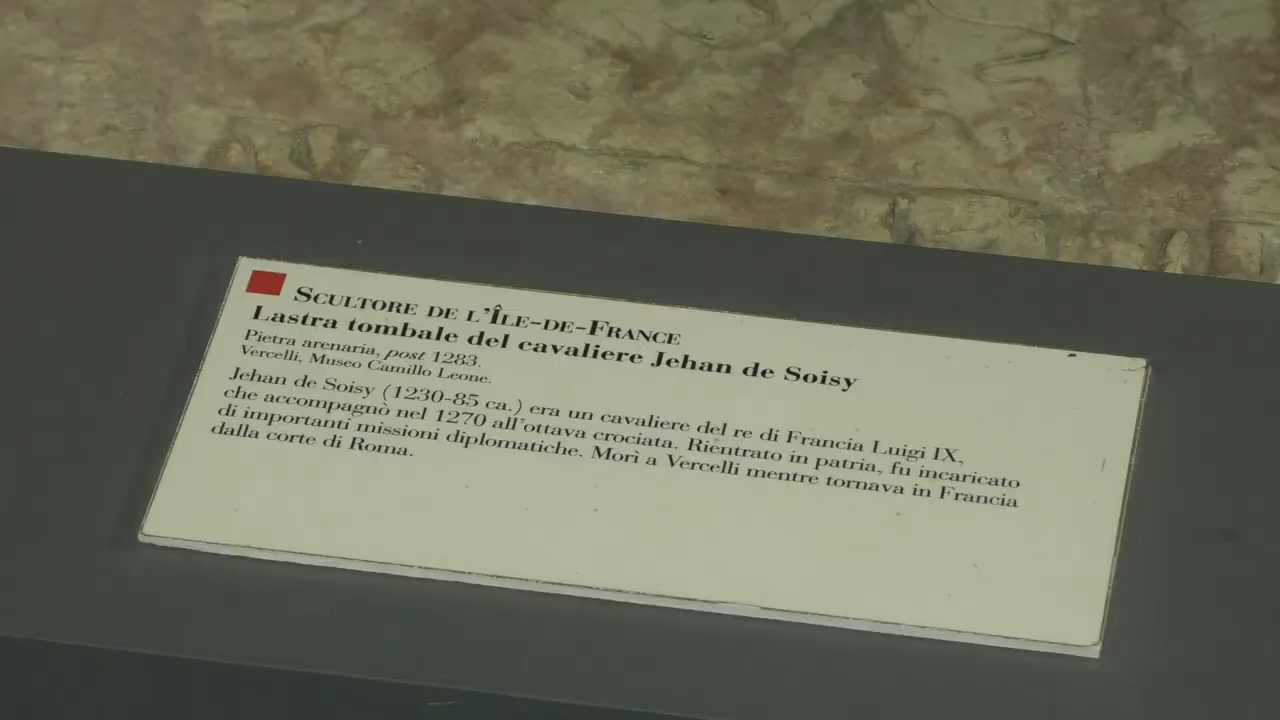 SCULTORE DE L'ÎLE-DE-FRANCE
Lastra tombale del cavaliere Jehan de Soisy
Pietra arenaria, post 1283.
Vercelli, Museo Camillo Leone.
Jehan de Soisy (1230-85 ca.) era un cavaliere del re di Francia Luigi IX,
che accompagnò nel 1270 all'ottava crociata. Rientrato in patria, fu incaricato
di importanti missioni diplomatiche. Morì a Vercelli mentre tornava in Francia
dalla corte di Roma.